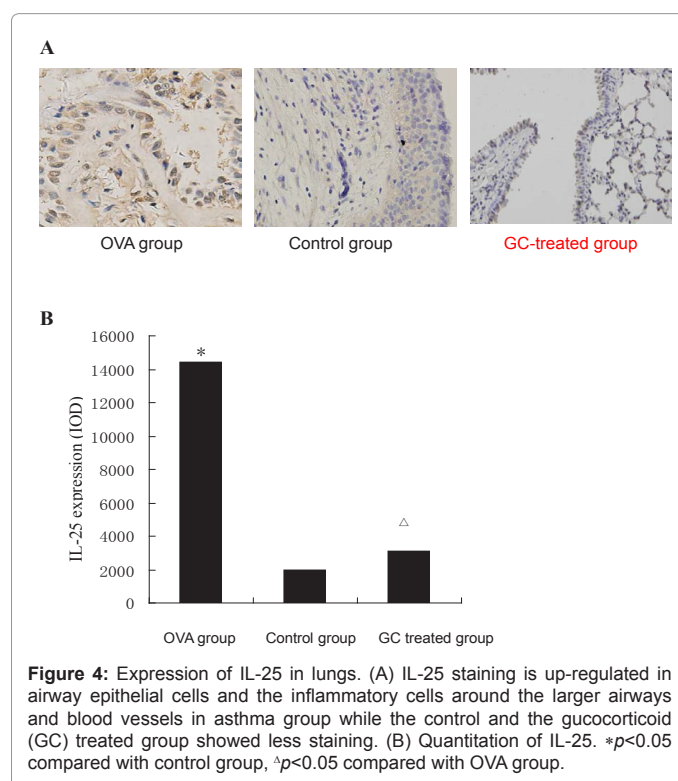 A
OVA group
Control group
GC-treated group
B
16000
14000
12000
10000
8000
6000
4000
2000
0
IL-25 expression (IOD)
*
△
OVA group
Control group
GC treated group
Figure 4: Expression of IL-25 in lungs. (A) IL-25 staining is up-regulated in
airway epithelial cells and the inflammatory cells around the larger airways
and blood vessels in asthma group while the control and the gucocorticoid
(GC) treated group showed less staining. (B) Quantitation of IL-25. *p<0.05
compared with control group, Δp<0.05 compared with OVA group.